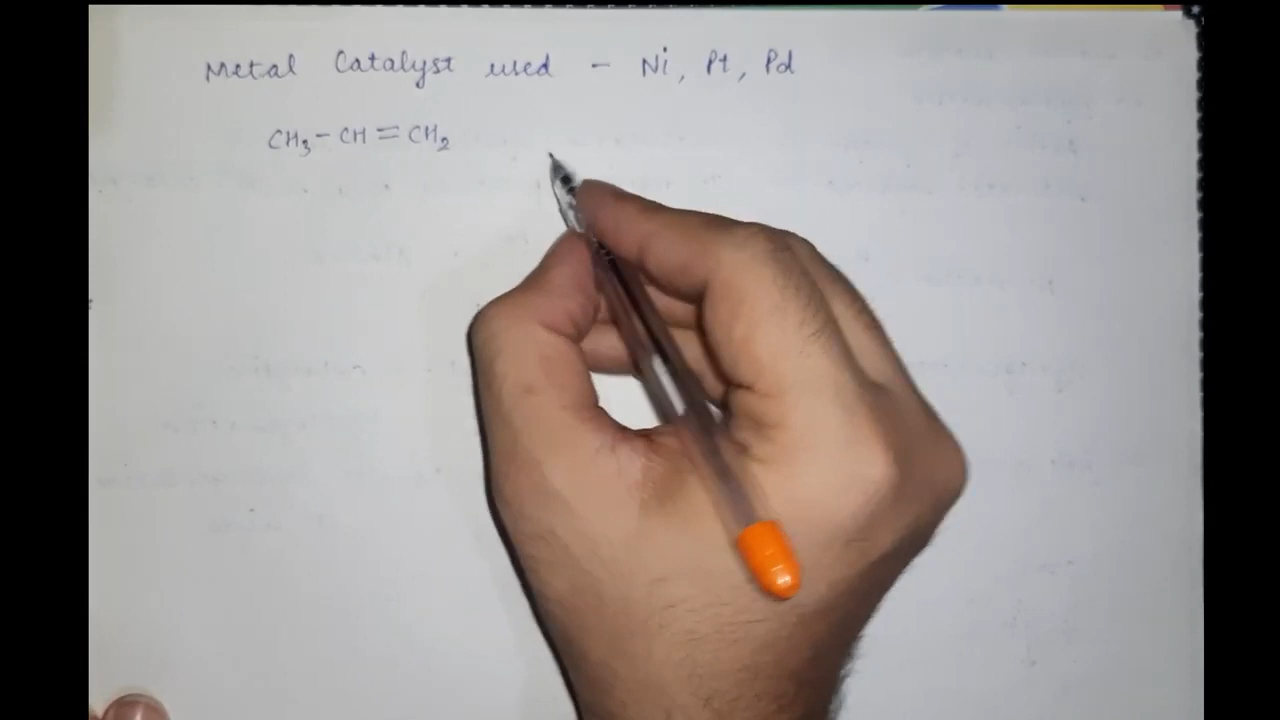 Metal Catalyst used - Ni, Pt, Pd
CH₃-CH=CH₂